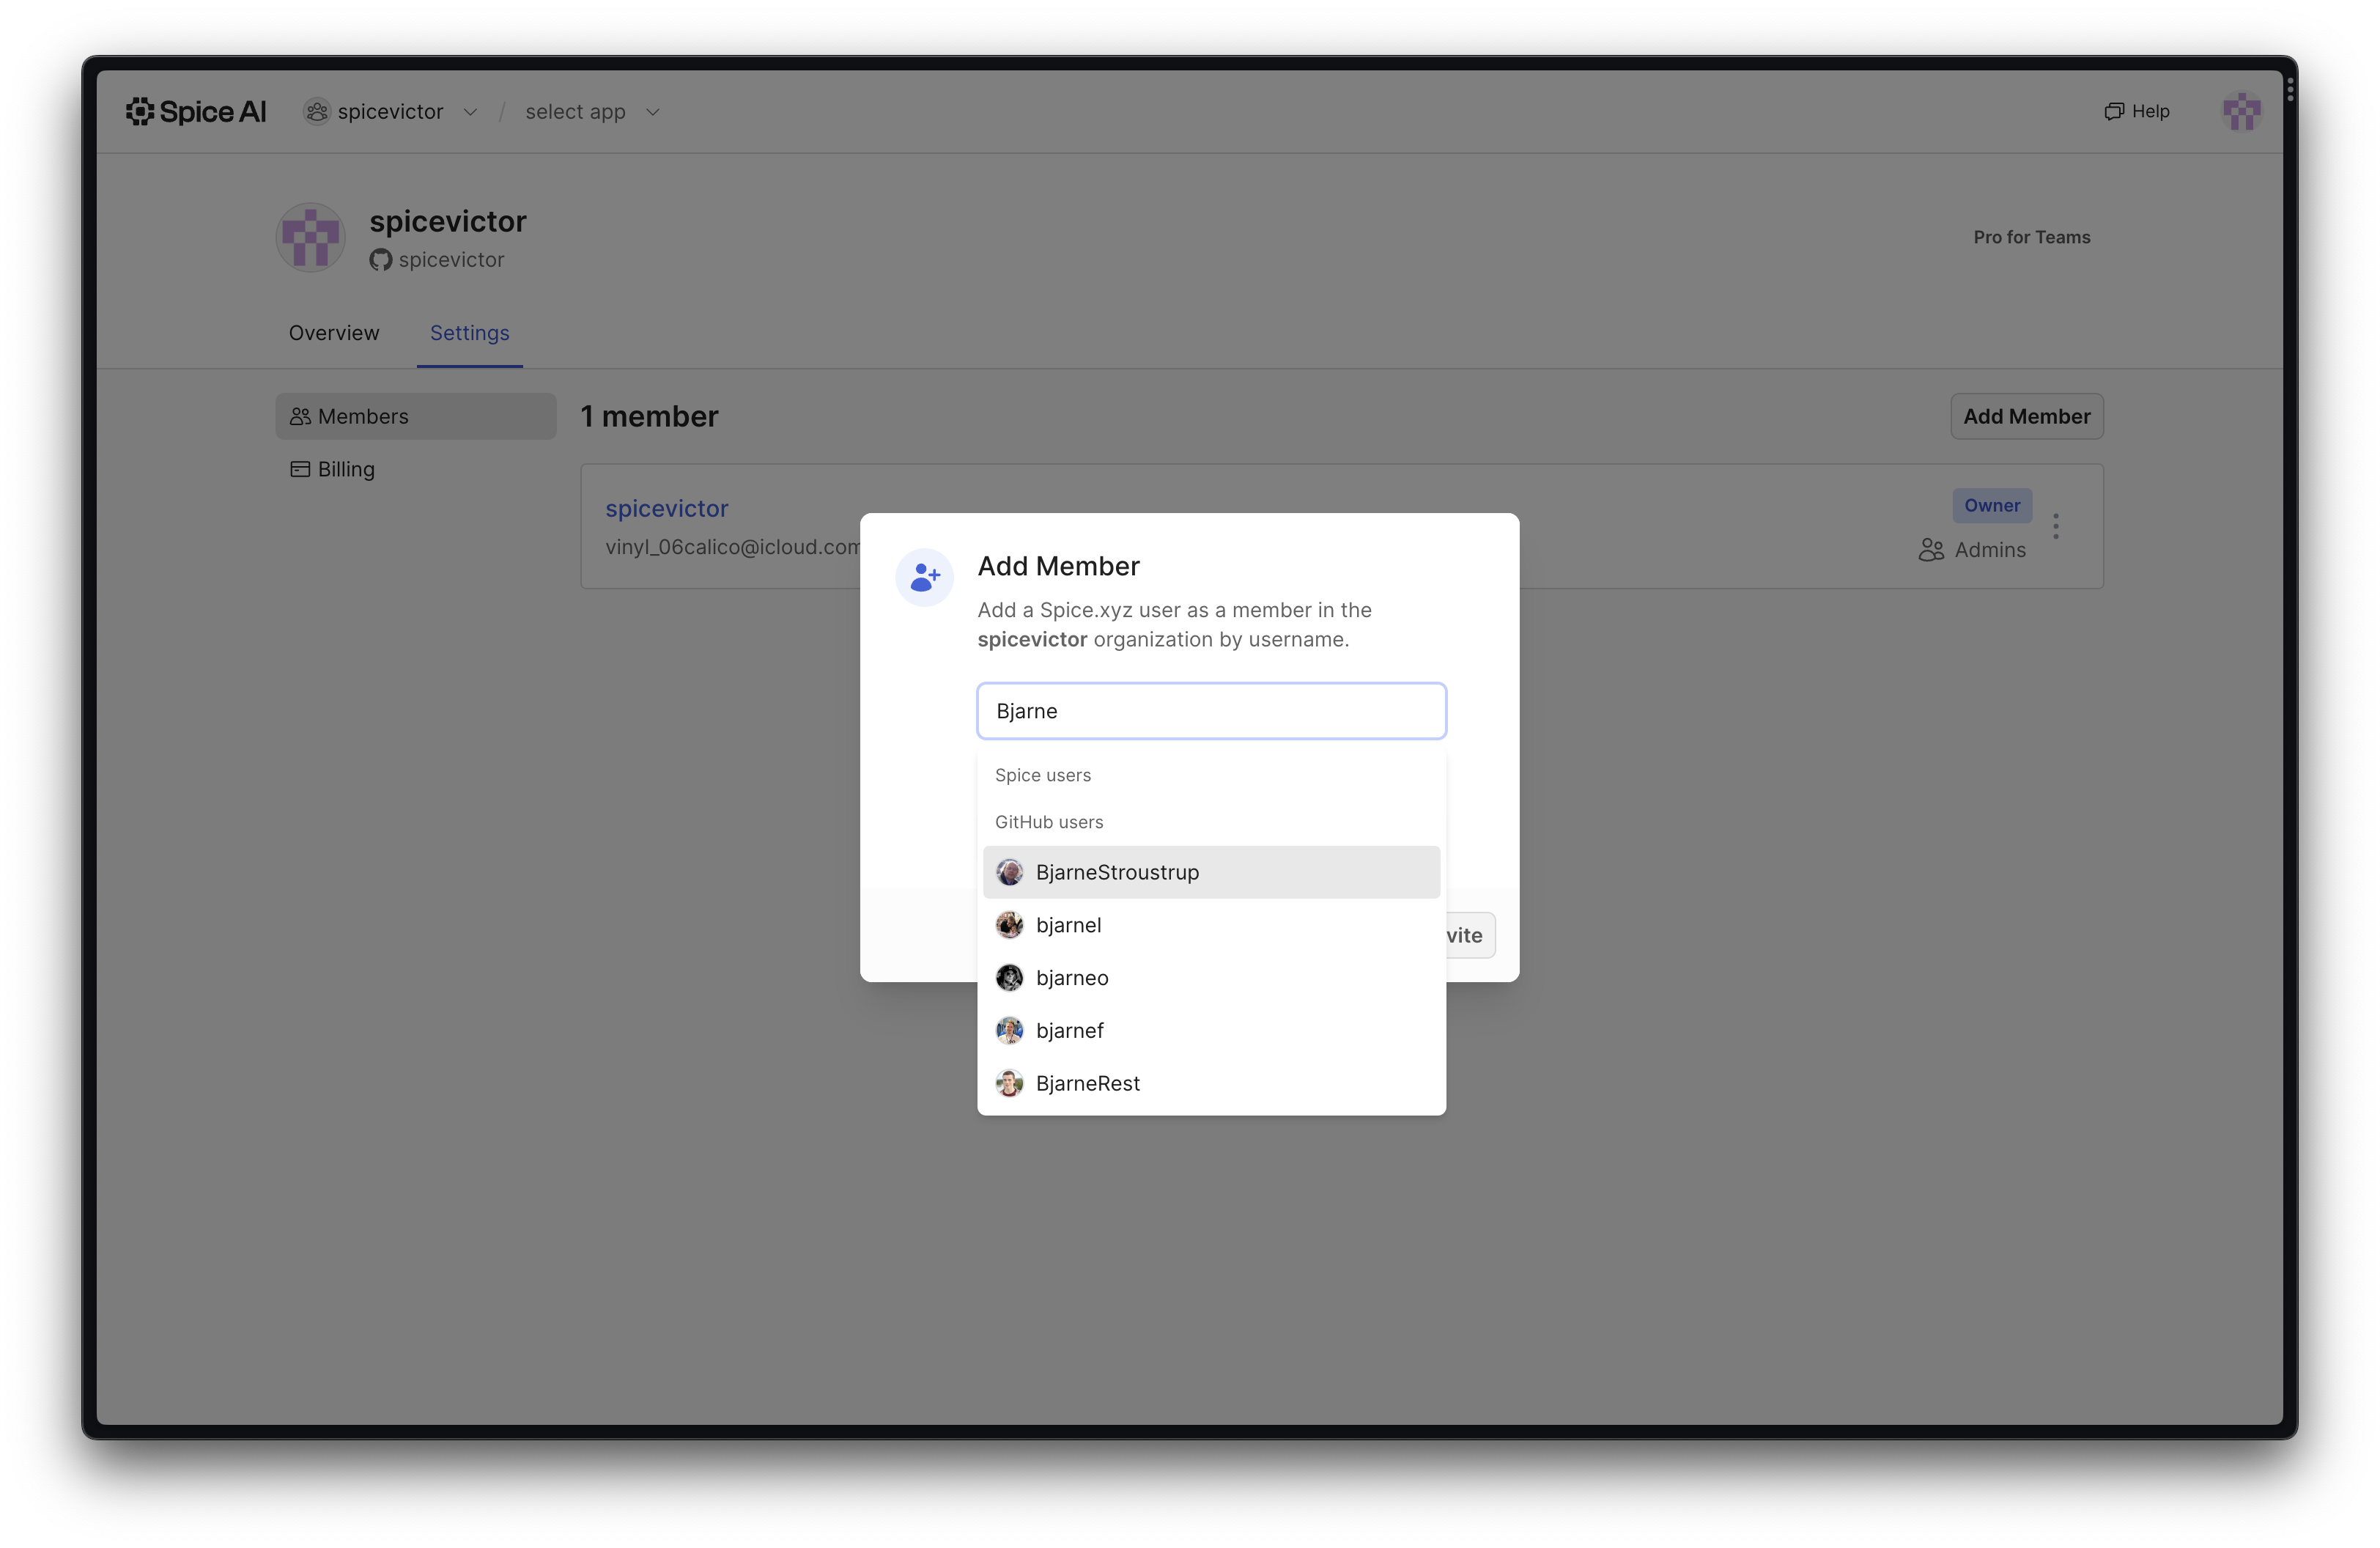 Spice AI
spicevictor
/
select app
Help
spicevictor
spicevictor
Pro for Teams
Overview
Settings
Members
Billing
1 member
Add Member
spicevictor
vinyl_06calico@icloud.com
Owner
Admins
Add Member
Add a Spice.xyz user as a member in the
spicevictor organization by username.
Bjarne
Spice users
GitHub users
BjarneStroustrup
bjarnel
bjarneo
bjarnef
BjarneRest
vite